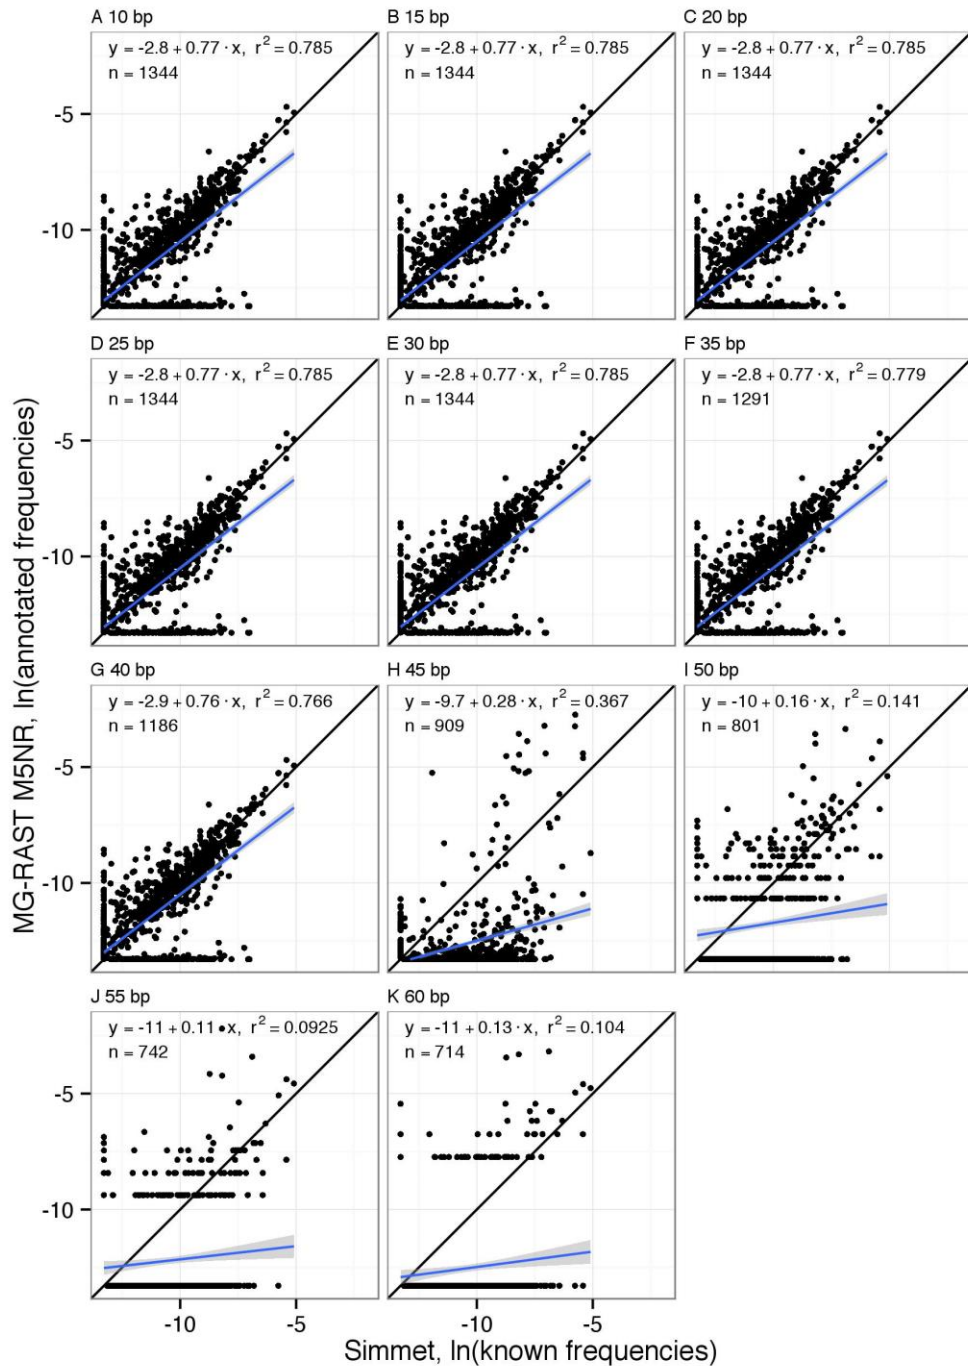 A 10 bp
y = -2.8 + 0.77 · x, r² = 0.785
n = 1344
B 15 bp
y = -2.8 + 0.77 · x, r² = 0.785
n = 1344
C 20 bp
y = -2.8 + 0.77 · x, r² = 0.785
n = 1344
-5
-10
D 25 bp
y = -2.8 + 0.77 · x, r² = 0.785
n = 1344
E 30 bp
y = -2.8 + 0.77 · x, r² = 0.785
n = 1344
F 35 bp
y = -2.8 + 0.77 · x, r² = 0.779
n = 1291
-5
-10
G 40 bp
y = -2.9 + 0.76 · x, r² = 0.766
n = 1186
H 45 bp
y = -9.7 + 0.28 · x, r² = 0.367
n = 909
I 50 bp
y = -10 + 0.16 · x, r² = 0.141
n = 801
-5
-10
J 55 bp
y = -11 + 0.11 · x, r² = 0.0925
n = 742
K 60 bp
y = -11 + 0.13 · x, r² = 0.104
n = 714
-5
-10
-10
-5
-10
-5
MG-RAST M5NR, ln(annotated frequencies)
Simmet, ln(known frequencies)